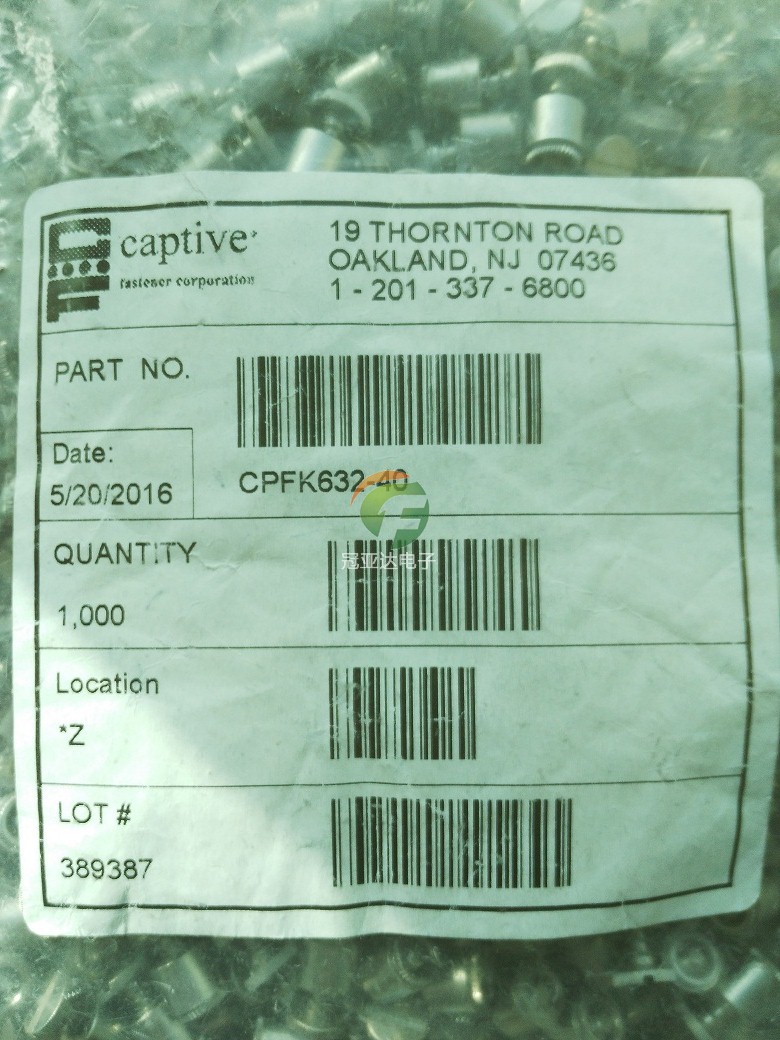 captive
fastener corporation
19 THORNTON ROAD
OAKLAND, NJ 07436
1 - 201 - 337 - 6800
PART NO.
Date:
5/20/2016
CPFK632-40
冠亚达电子
QUANTITY
1,000
Location
*Z
LOT #
389387